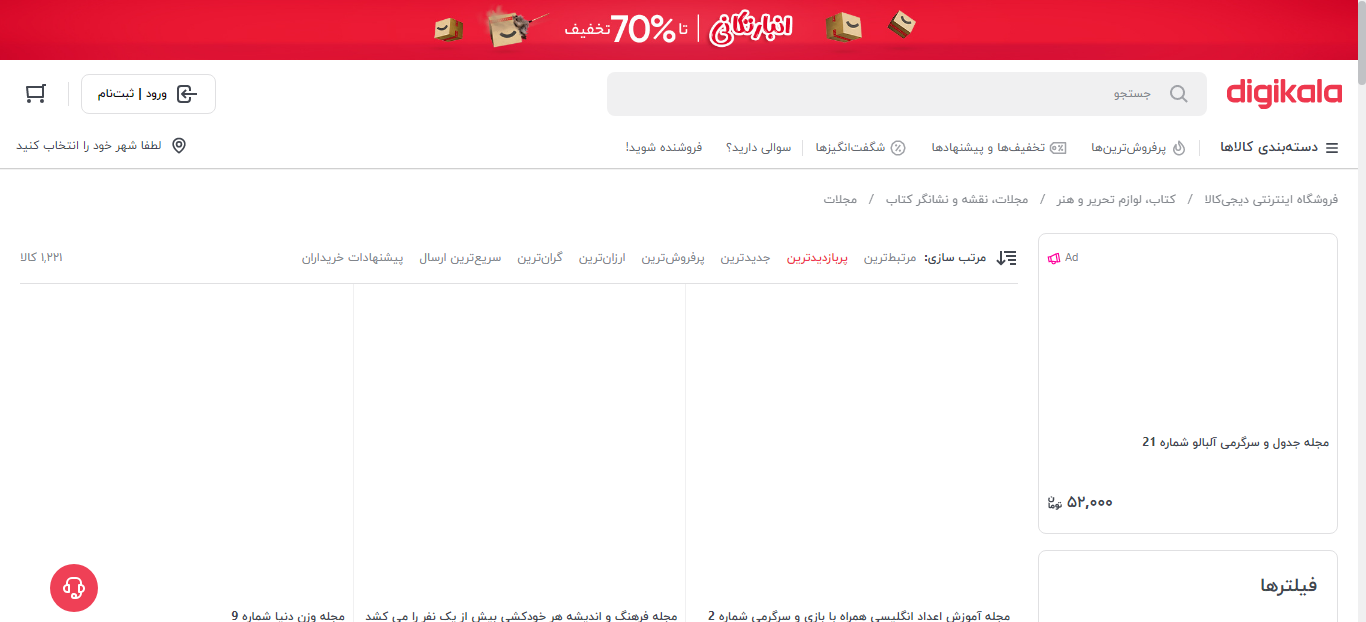 انبارتکانی | تا 70% تخفیف
digikala
جستجو
ورود | ثبت‌نام
دسته‌بندی کالاها
پرفروش‌ترین‌ها
تخفیف‌ها و پیشنهادها
شگفت‌انگیزها
سوالی دارید؟
فروشنده شوید!
لطفا شهر خود را انتخاب کنید
فروشگاه اینترنتی دیجی‌کالا / کتاب، لوازم تحریر و هنر / مجلات، نقشه و نشانگر کتاب / مجلات
Ad
مجله جدول و سرگرمی آلبالو شماره 21
۵۲,۰۰۰ تومان
فیلترها
مرتب سازی: مرتبط‌ترین پربازدیدترین جدیدترین پرفروش‌ترین ارزان‌ترین گران‌ترین سریع‌ترین ارسال پیشنهادات خریداران
۱,۲۲۱ کالا
مجله آموزش اعداد انگلیسی همراه با بازی و سرگرمی شماره 2
مجله فرهنگ و اندیشه هر خودکشی بیش از یک نفر را می کشد
مجله وزن دنیا شماره 9